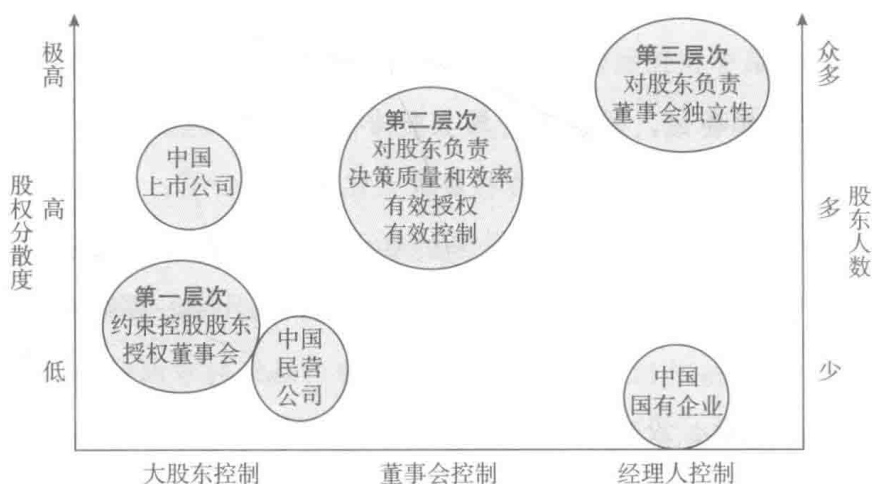 极高
高
低
股权分散度
众多
多
少
股东人数
第三层次
对股东负责
董事会独立性
第二层次
对股东负责
决策质量和效率
有效授权
有效控制
中国
上市公司
第一层次
约束控股股东
授权董事会
中国
民营
公司
中国
国有企业
大股东控制
董事会控制
经理人控制